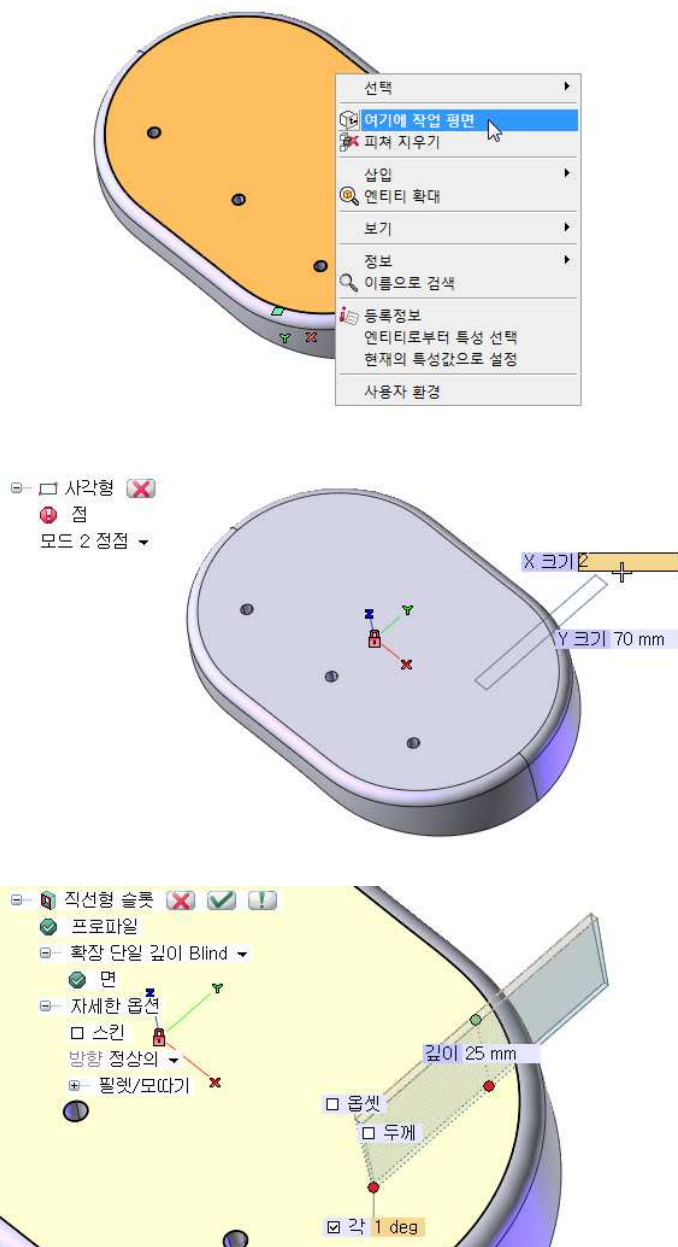 선택
여기에 작업 평면
피쳐 지우기
삽입
엔티티 확대
보기
정보
이름으로 검색
등록정보
엔티티로부터 특성 선택
현재의 특성값으로 설정
사용자 환경
Y X
사각형
점
모드 2 정점
X 크기 2
Z Y
Y 크기 70 mm
X
직선형 슬롯
프로파일
확장 단일 깊이 Blind
면
Z Y
자세한 옵션
스킨
깊이 25 mm
방향 정상의
X
필렛/모따기
옵셋
두께
각 1 deg